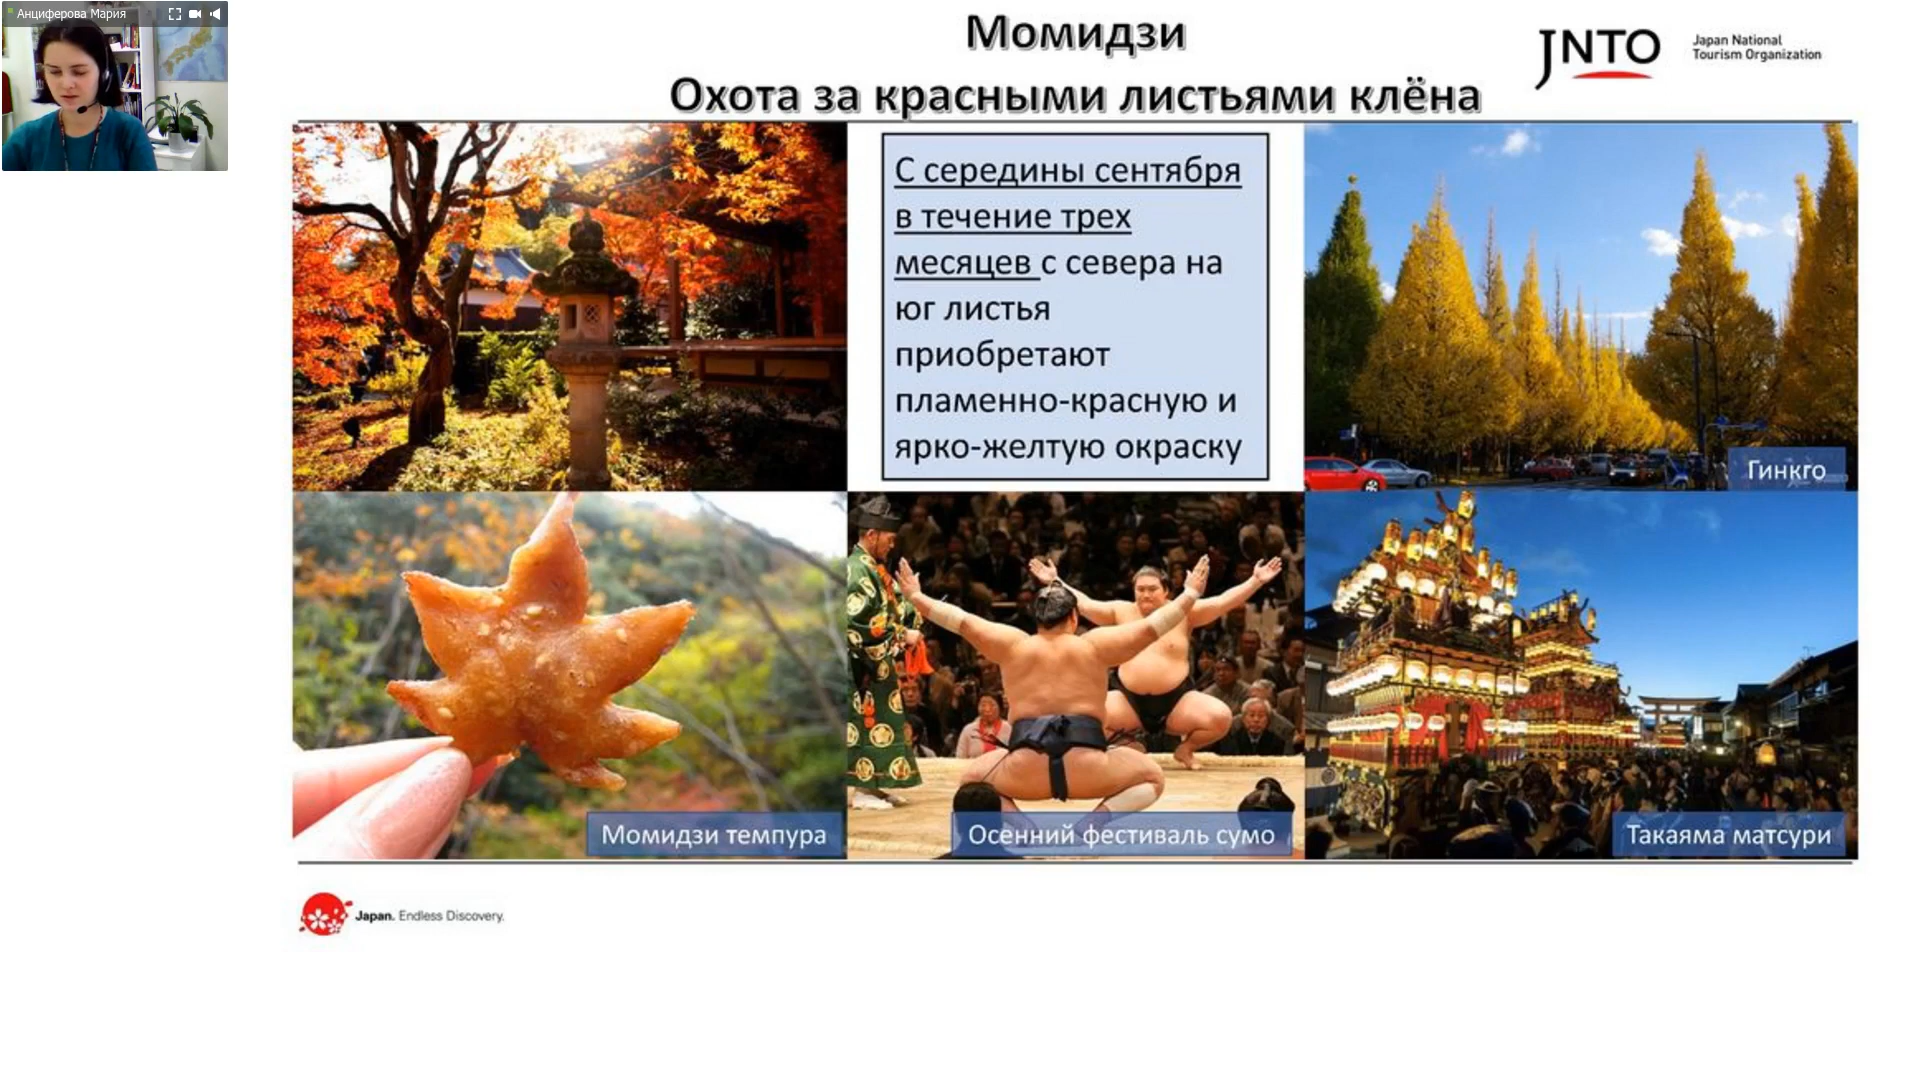 Анциферова Мария
Момидзи
Охота за красными листьями клёна
JNTO
Japan National
Tourism Organization
С середины сентября
в течение трех
месяцев с севера на
юг листья
приобретают
пламенно-красную и
ярко-желтую окраску
Гинкго
Момидзи темпура
Осенний фестиваль сумо
Такаяма матсури
Japan. Endless Discovery.